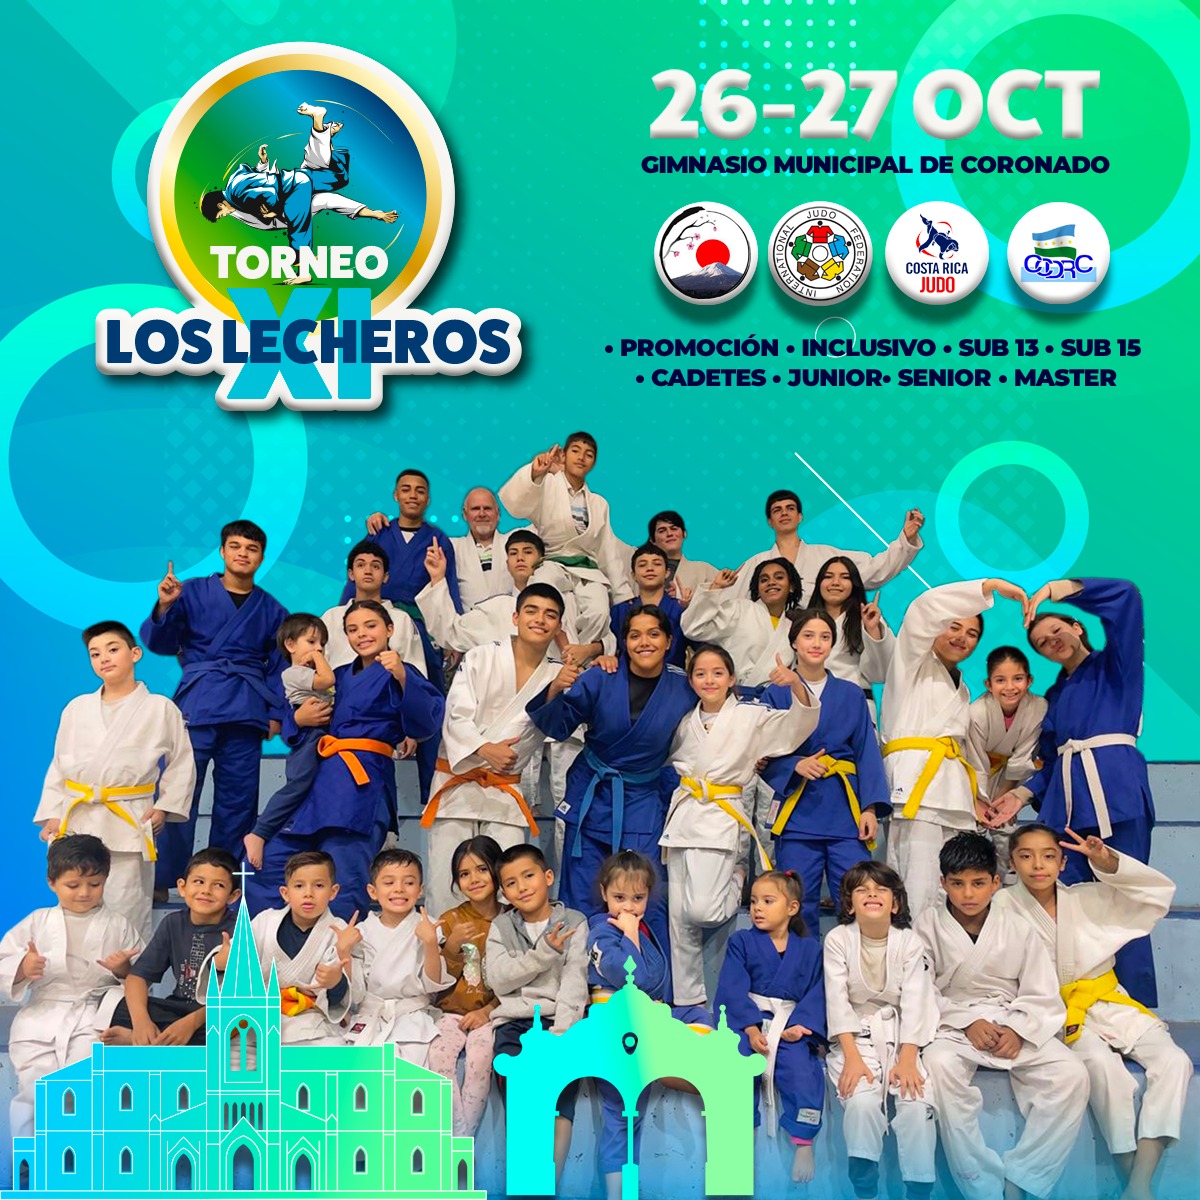 26-27 OCT
GIMNASIO MUNICIPAL DE CORONADO
INTERNATIONAL JUDO FEDERATION
COSTA RICA
JUDO
CCDRC
• PROMOCIÓN • INCLUSIVO • SUB 13 • SUB 15
• CADETES • JUNIOR• SENIOR • MASTER
TORNEO
XI
LOS LECHEROS